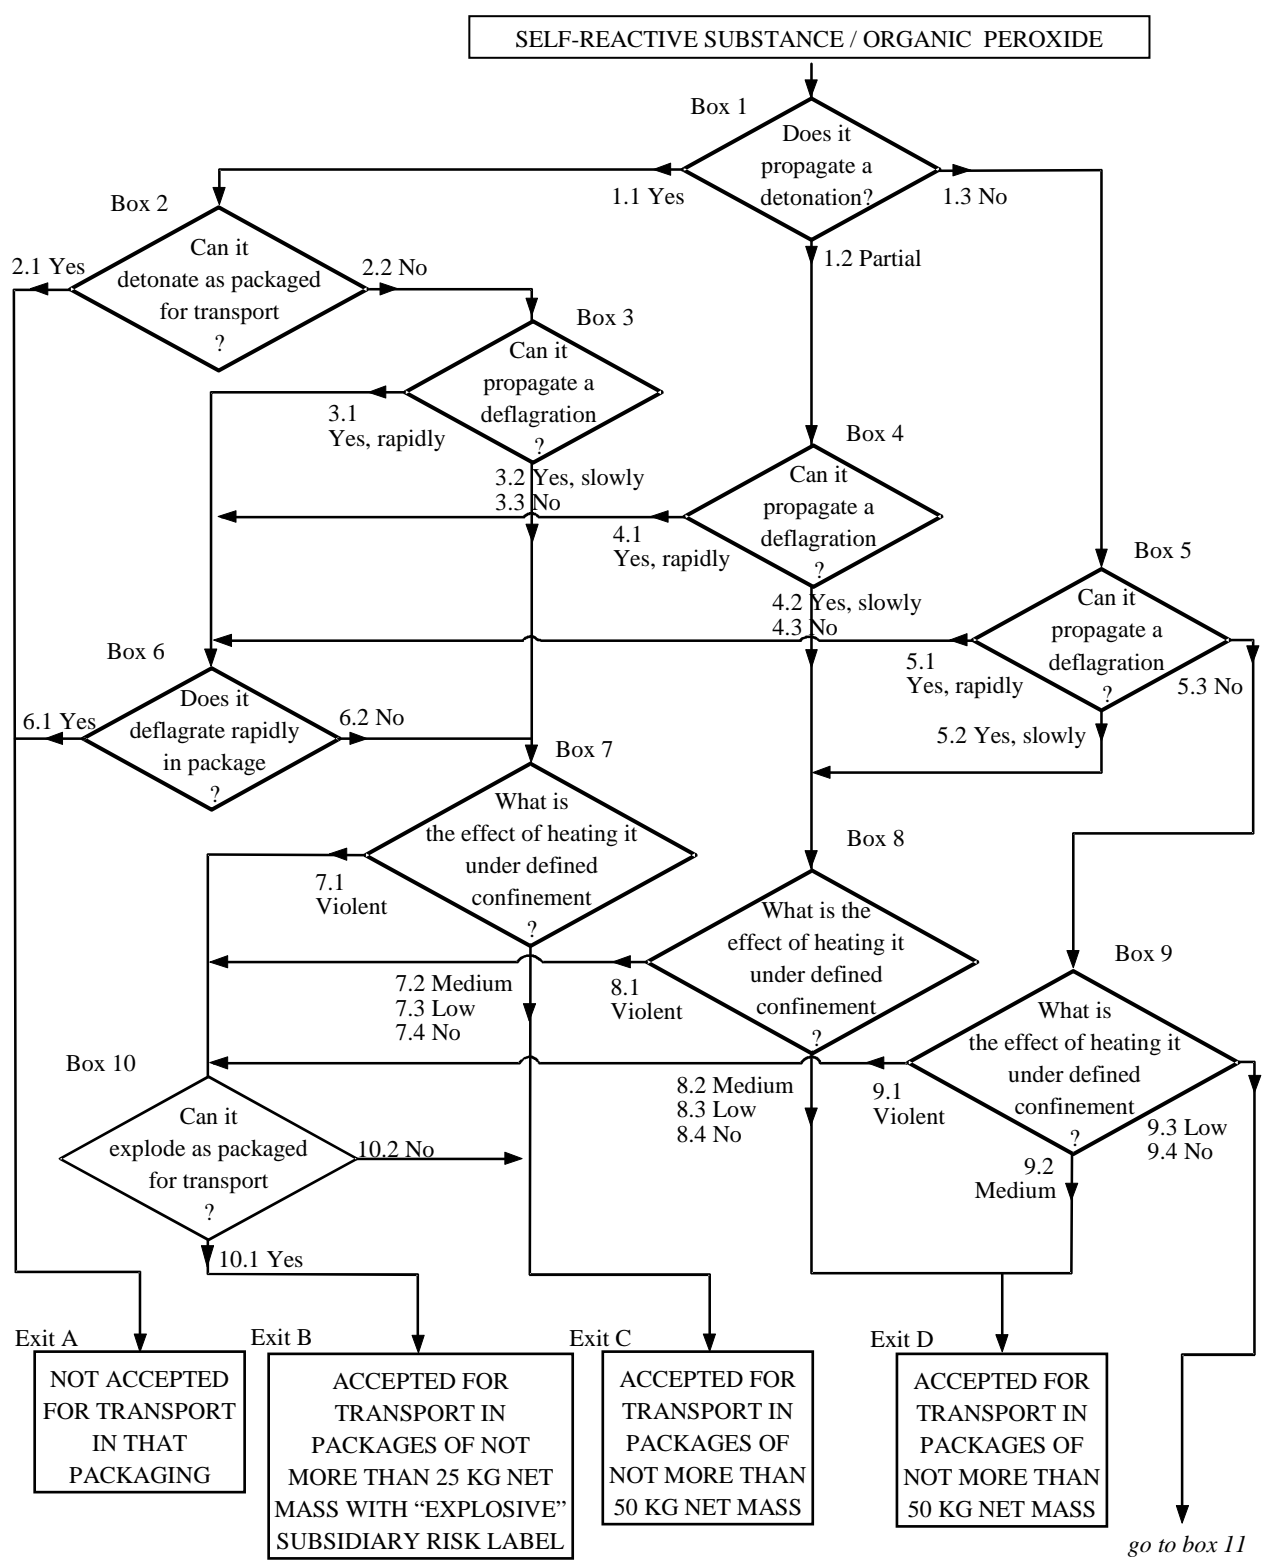 SELF-REACTIVE SUBSTANCE / ORGANIC PEROXIDE
Box 1
Does it
propagate a
detonation?
1.1 Yes
1.3 No
1.2 Partial
Box 2
Can it
detonate as packaged
for transport
?
2.1 Yes
2.2 No
Box 3
Can it
propagate a
deflagration
?
3.1
Yes, rapidly
3.2 Yes, slowly
3.3 No
Box 4
Can it
propagate a
deflagration
?
4.1
Yes, rapidly
4.2 Yes, slowly
4.3 No
Box 5
Can it
propagate a
deflagration
?
5.1
Yes, rapidly
5.3 No
5.2 Yes, slowly
Box 6
Does it
deflagrate rapidly
in package
?
6.1 Yes
6.2 No
Box 7
What is
the effect of heating it
under defined
confinement
?
7.1
Violent
7.2 Medium
7.3 Low
7.4 No
Box 8
What is the
effect of heating it
under defined
confinement
?
8.1
Violent
8.2 Medium
8.3 Low
8.4 No
Box 9
What is
the effect of heating it
under defined
confinement
?
9.1
Violent
9.3 Low
9.4 No
9.2
Medium
Box 10
Can it
explode as packaged
for transport
?
10.2 No
10.1 Yes
Exit A
NOT ACCEPTED
FOR TRANSPORT
IN THAT
PACKAGING
Exit B
ACCEPTED FOR
TRANSPORT IN
PACKAGES OF NOT
MORE THAN 25 KG NET
MASS WITH “EXPLOSIVE”
SUBSIDIARY RISK LABEL
Exit C
ACCEPTED FOR
TRANSPORT IN
PACKAGES OF
NOT MORE THAN
50 KG NET MASS
Exit D
ACCEPTED FOR
TRANSPORT IN
PACKAGES OF
NOT MORE THAN
50 KG NET MASS
go to box 11